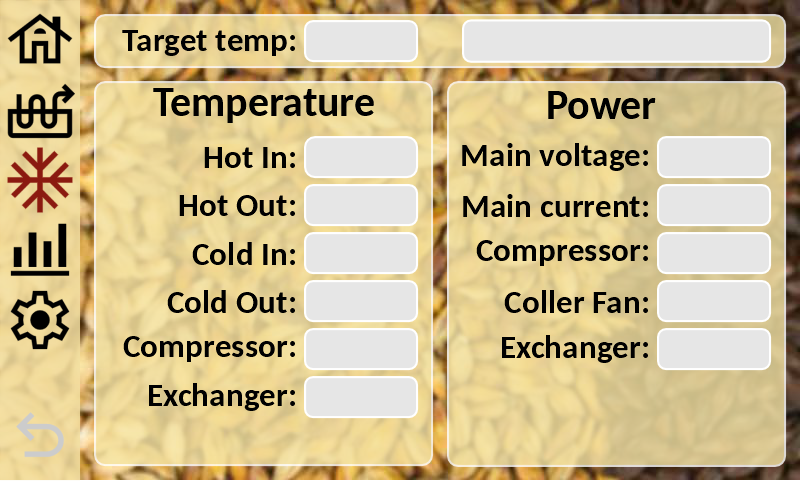 Target temp:
Temperature
Hot In:
Hot Out:
Cold In:
Cold Out:
Compressor:
Exchanger:
Power
Main voltage:
Main current:
Compressor:
Coller Fan:
Exchanger: